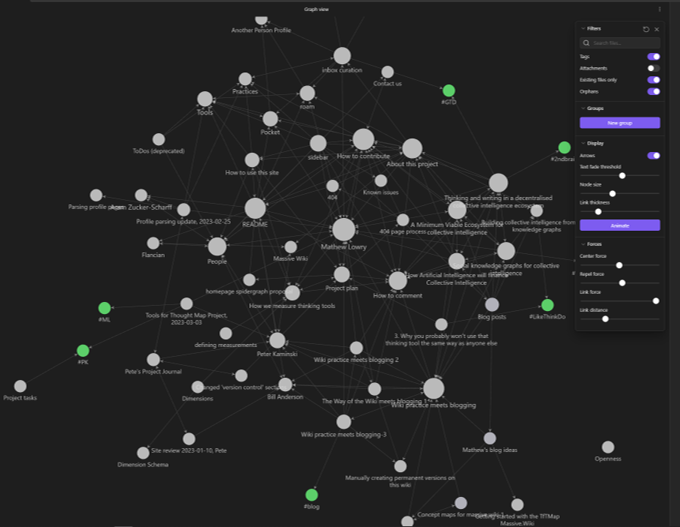 Graph view
Another Person Profile
Filters
Search files...
inbox curation
Tags
Contact us
Attachments
Practices
Existing files only
#GTD
Orphans
room
Tools
Groups
Pocket
New group
ToDos (deprecated)
sidebar
How to contribute
About this project
#2ndbrai
Display
Arrows
How to use this site
Text fade threshold
404
Known issues
Node size
Thinking and writing in a decentralised
collective intelligence ecosystem
Parsing profile pages
Zucker-Scharff
Link thickness
Profile parsing update, 2023-02-25
README
404 page process
A Minimum Viable Ecosystem for
collective intelligence
Building collective intelligence from
knowledge graphs
Animate
Mathew Lowry
Flancian
People
Massive Wiki
Forces
Center force
knowledge graphs for collective
intelligence
How Artificial Intelligence will
Collective Intelligence
Repel force
homepage spidergraph
Project plan
How to comment
Link force
How we measure thinking tools
Tools for Thought Map Project,
2023-03-03
#ML
Blog posts
#LikeThinkDo
Link distance
defining measurements
3. Why you probably won't use that
thinking tool the same way as anyone else
Peter Kaminski
#PK
Wiki practice meets blogging 2
Pete's Project Journal
Project tasks
'version control'
Dimensions
Bill Anderson
The Way of the Wiki meets blogging
Wiki practice meets blogging
Wiki practice meets blogging-3
Site review 2023-01-10, Pete
Mathew's blog ideas
Dimension Schema
Openness
Manually creating permanent versions on
this wiki
#blog
Concept maps for massive wiki
Getting started with the TfTMap
Massive.Wiki